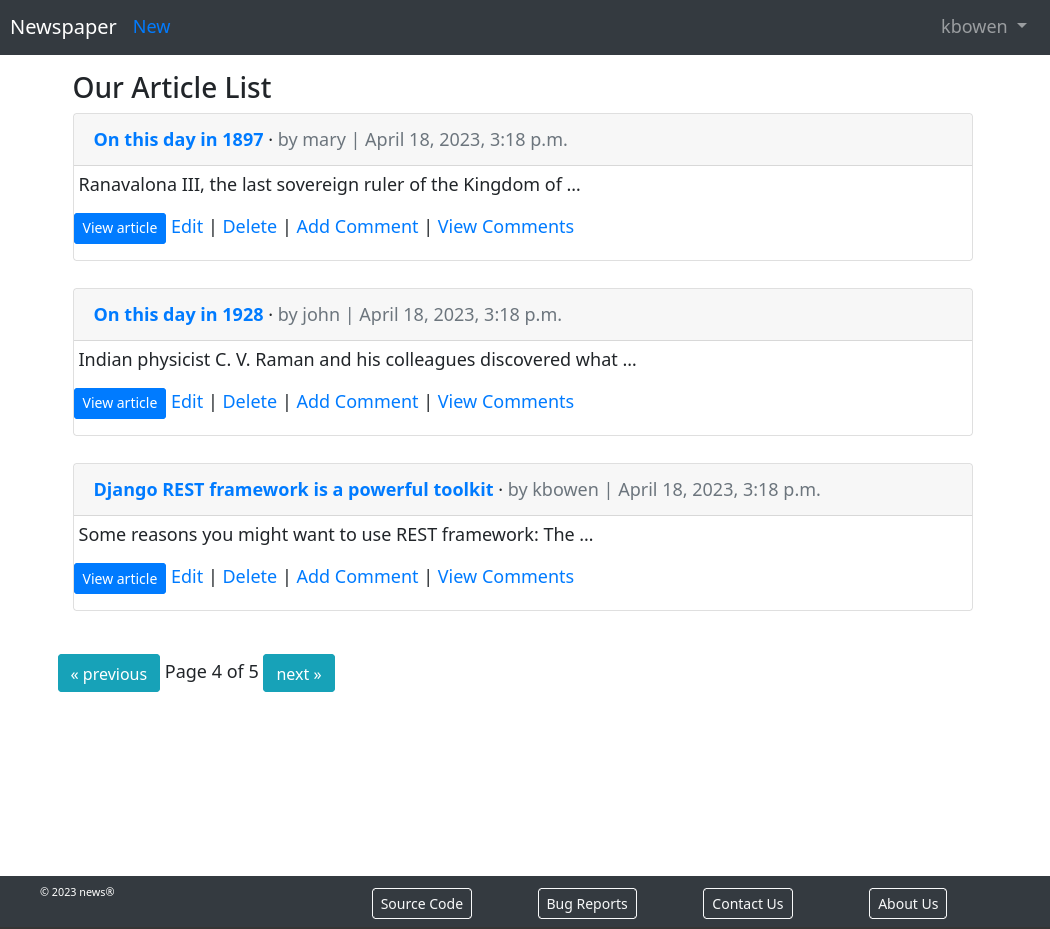 Newspaper New kbowen
Our Article List
On this day in 1897 · by mary | April 18, 2023, 3:18 p.m.
Ranavalona III, the last sovereign ruler of the Kingdom of …
View article Edit | Delete | Add Comment | View Comments
On this day in 1928 · by john | April 18, 2023, 3:18 p.m.
Indian physicist C. V. Raman and his colleagues discovered what …
View article Edit | Delete | Add Comment | View Comments
Django REST framework is a powerful toolkit · by kbowen | April 18, 2023, 3:18 p.m.
Some reasons you might want to use REST framework: The …
View article Edit | Delete | Add Comment | View Comments
« previous Page 4 of 5 next »
© 2023 news® Source Code Bug Reports Contact Us About Us